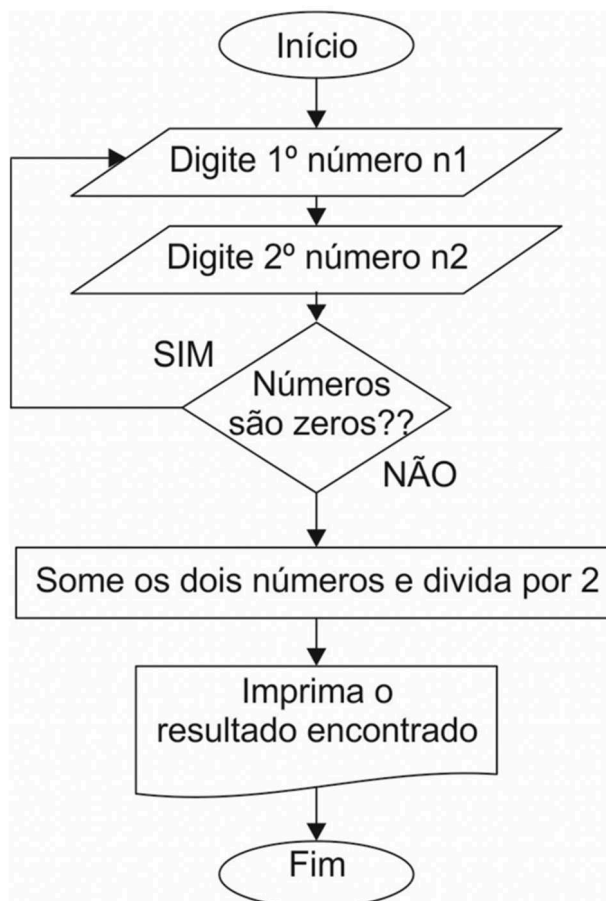 Início
Digite 1º número n1
Digite 2º número n2
SIM
Números
são zeros??
NÃO
Some os dois números e divida por 2
Imprima o
resultado encontrado
Fim